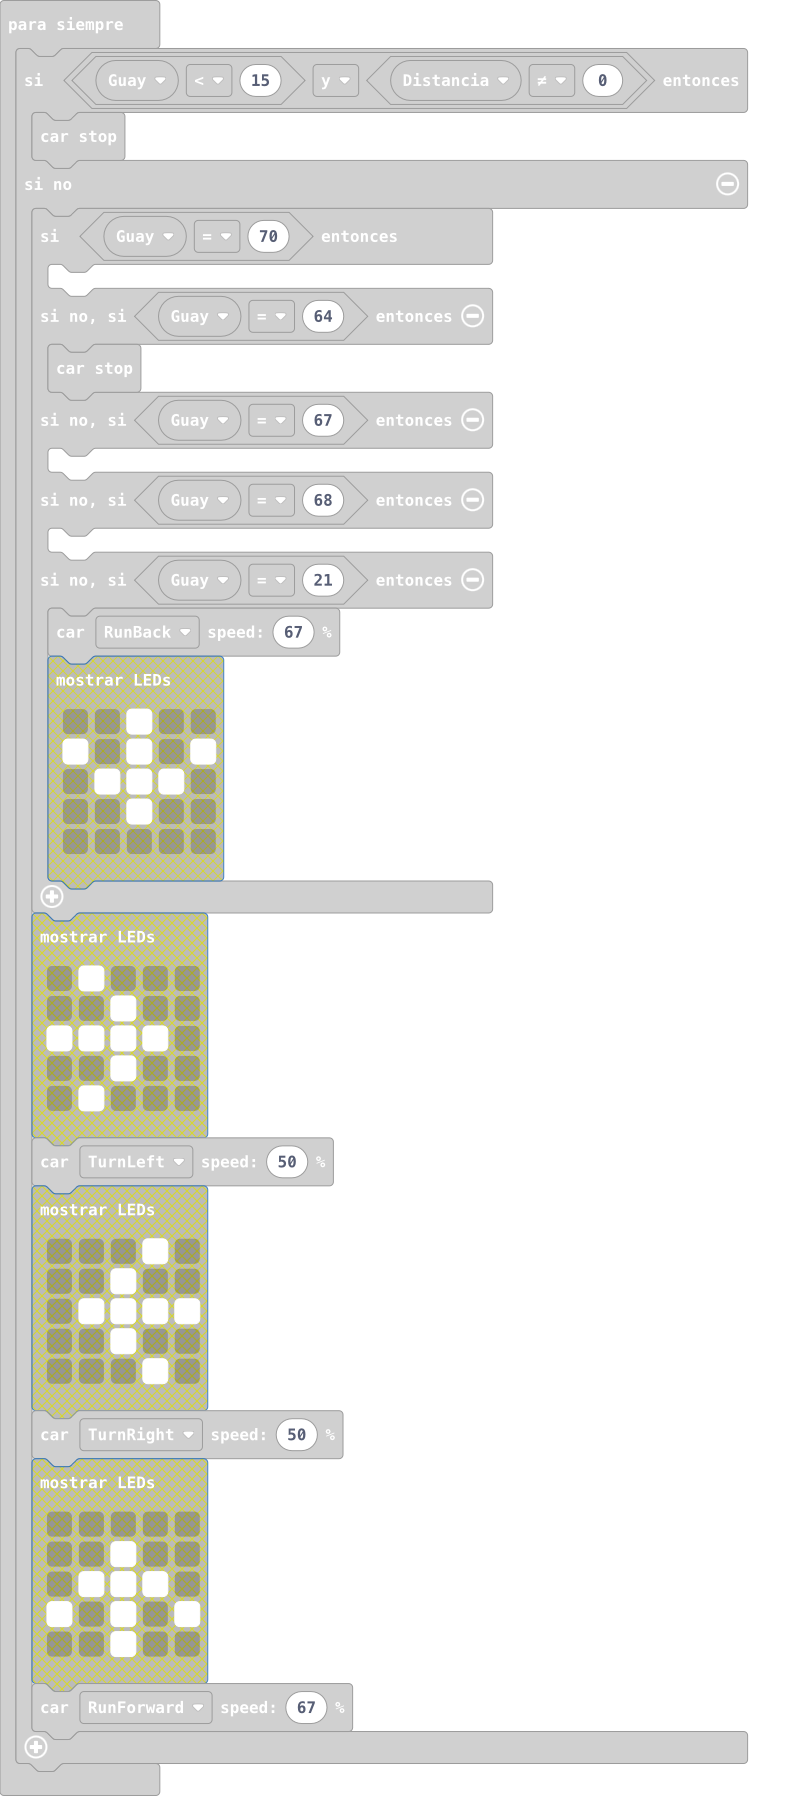 para siempre
si Guay < 15 y Distancia ≠ 0 entonces
car stop
si no
si Guay = 70 entonces
si no, si Guay = 64 entonces
car stop
si no, si Guay = 67 entonces
si no, si Guay = 68 entonces
si no, si Guay = 21 entonces
car RunBack speed: 67 %
mostrar LEDs
mostrar LEDs
car TurnLeft speed: 50 %
mostrar LEDs
car TurnRight speed: 50 %
mostrar LEDs
car RunForward speed: 67 %